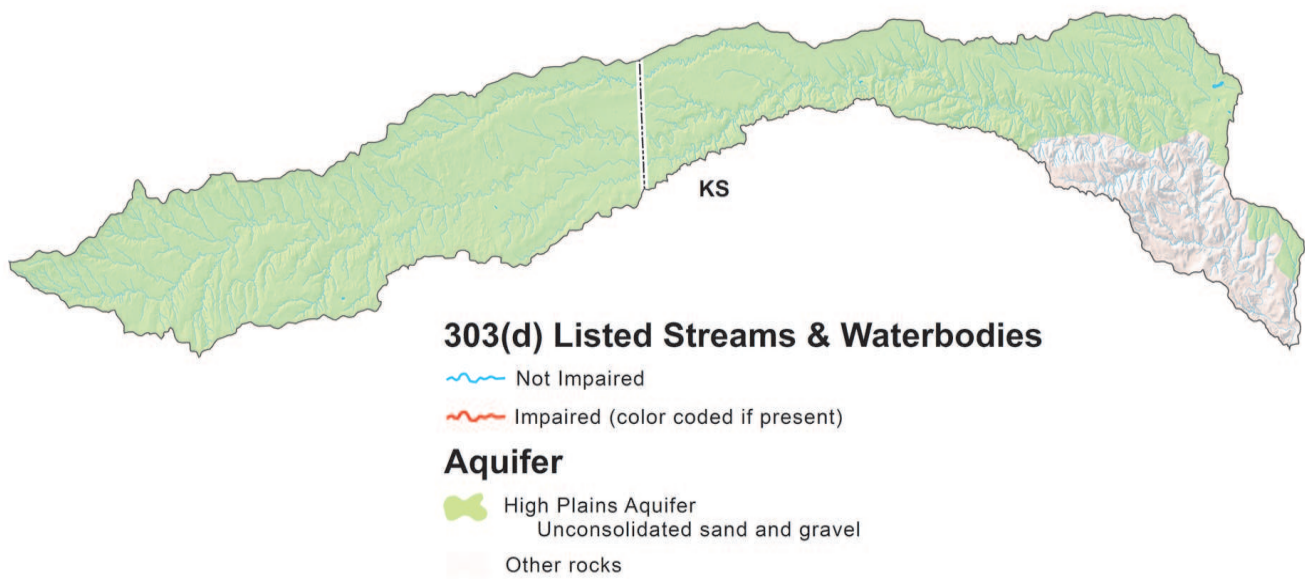 KS
303(d) Listed Streams & Waterbodies
Not Impaired
Impaired (color coded if present)
Aquifer
High Plains Aquifer
Unconsolidated sand and gravel
Other rocks